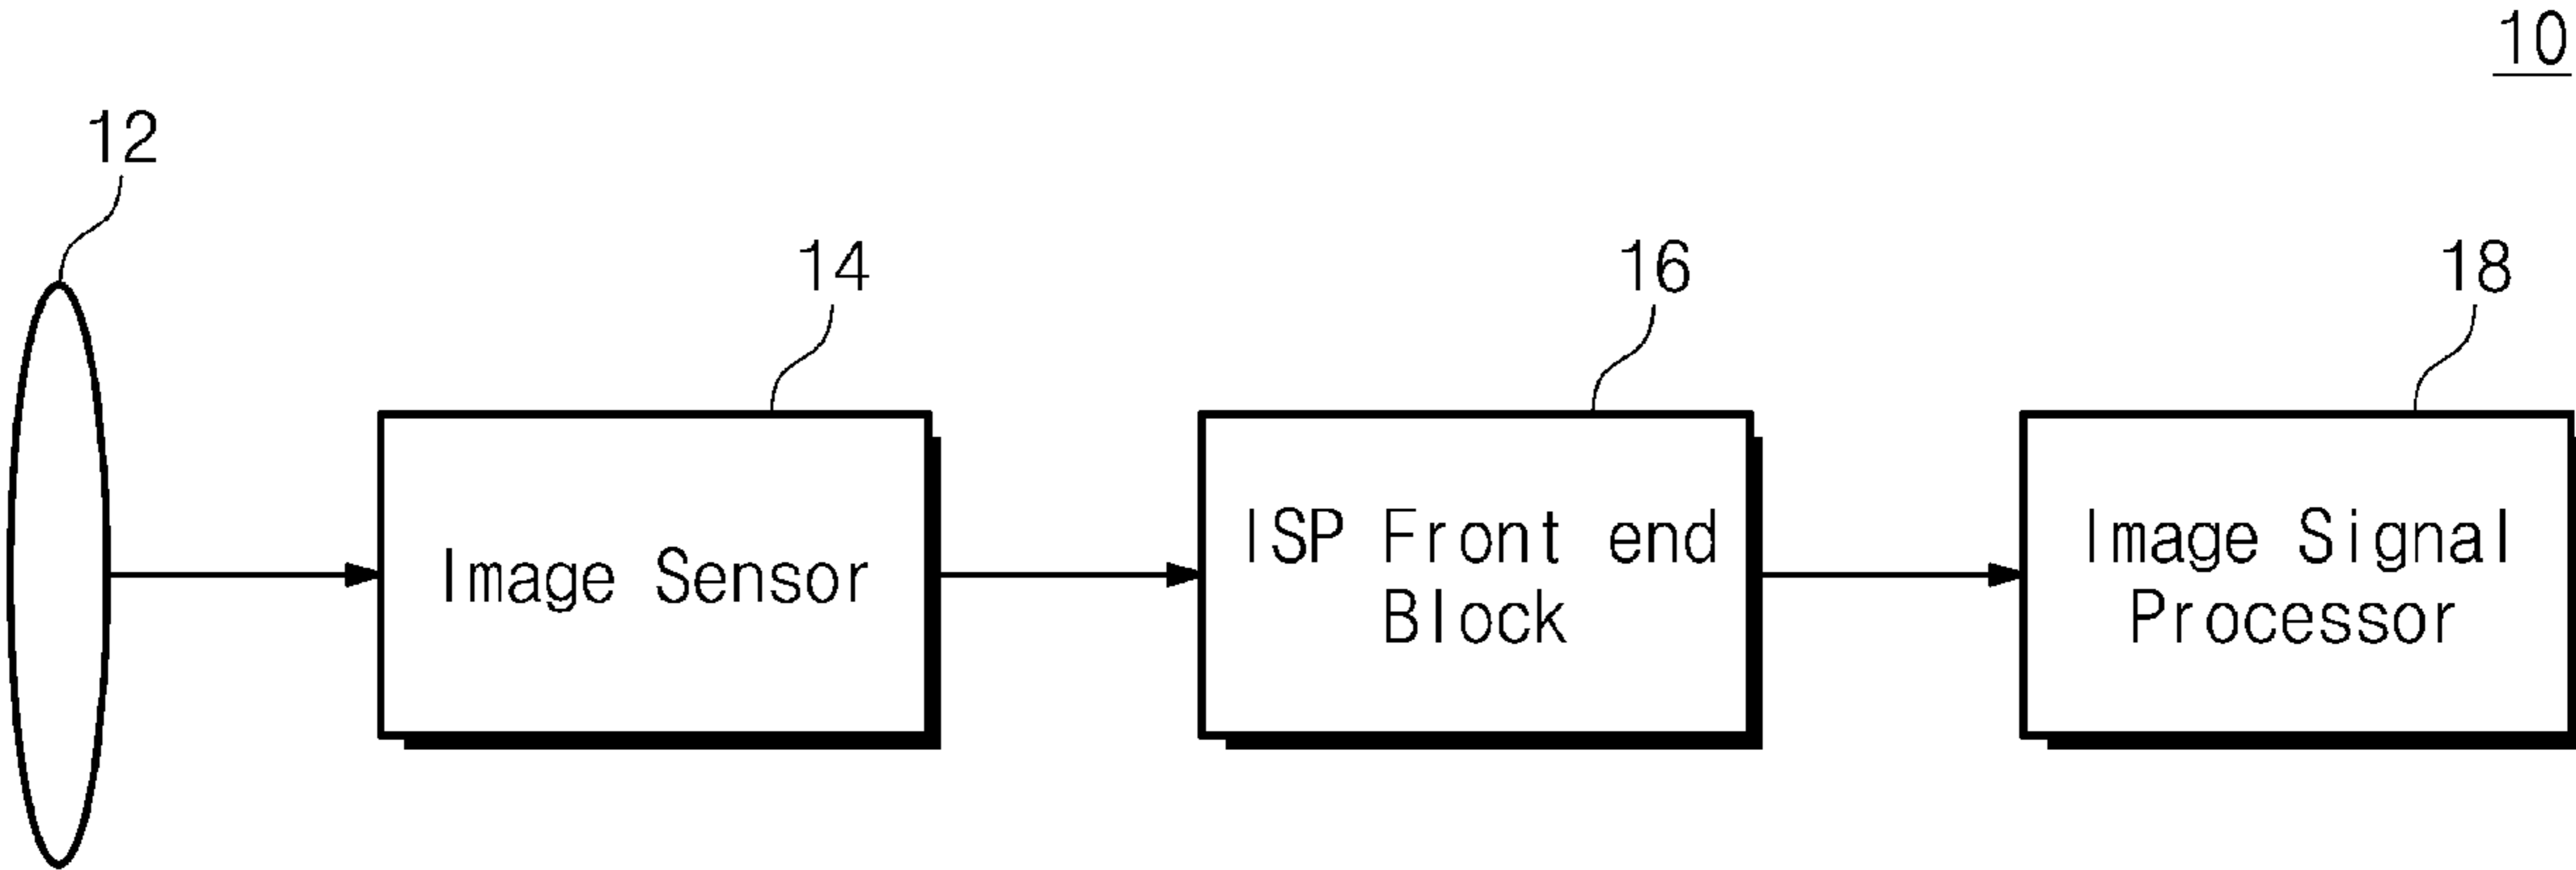 10
12
14
16
18
Image Sensor
ISP Front end
Block
Image Signal
Processor